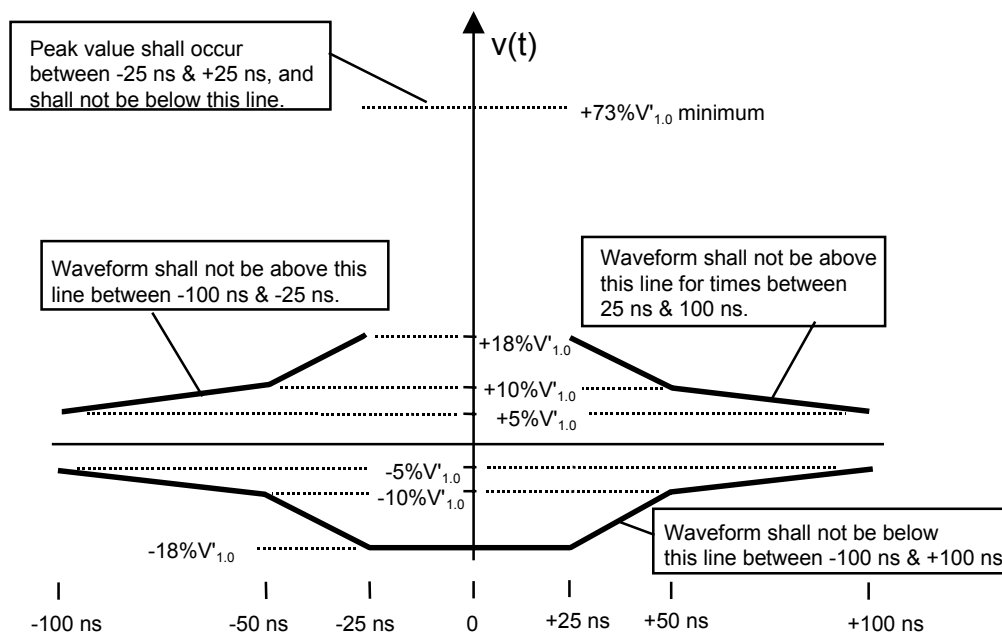 Peak value shall occur
between -25 ns & +25 ns, and
shall not be below this line.
v(t)
+73%V'1.0 minimum
Waveform shall not be above this
line between -100 ns & -25 ns.
Waveform shall not be above
this line for times between
25 ns & 100 ns.
+18%V'1.0
+10%V'1.0
+5%V'1.0
-5%V'1.0
-10%V'1.0
-18%V'1.0
Waveform shall not be below
this line between -100 ns & +100 ns
-100 ns
-50 ns
-25 ns
0
+25 ns
+50 ns
+100 ns